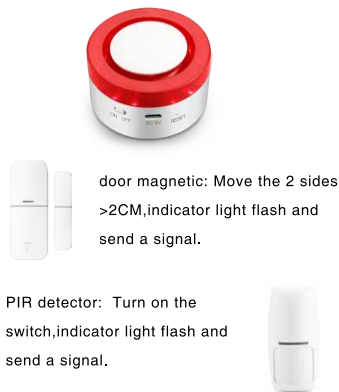 ON OFF
DC 5V
RESET
door magnetic: Move the 2 sides
>2CM,indicator light flash and
send a signal.
PIR detector: Turn on the
switch,indicator light flash and
send a signal.